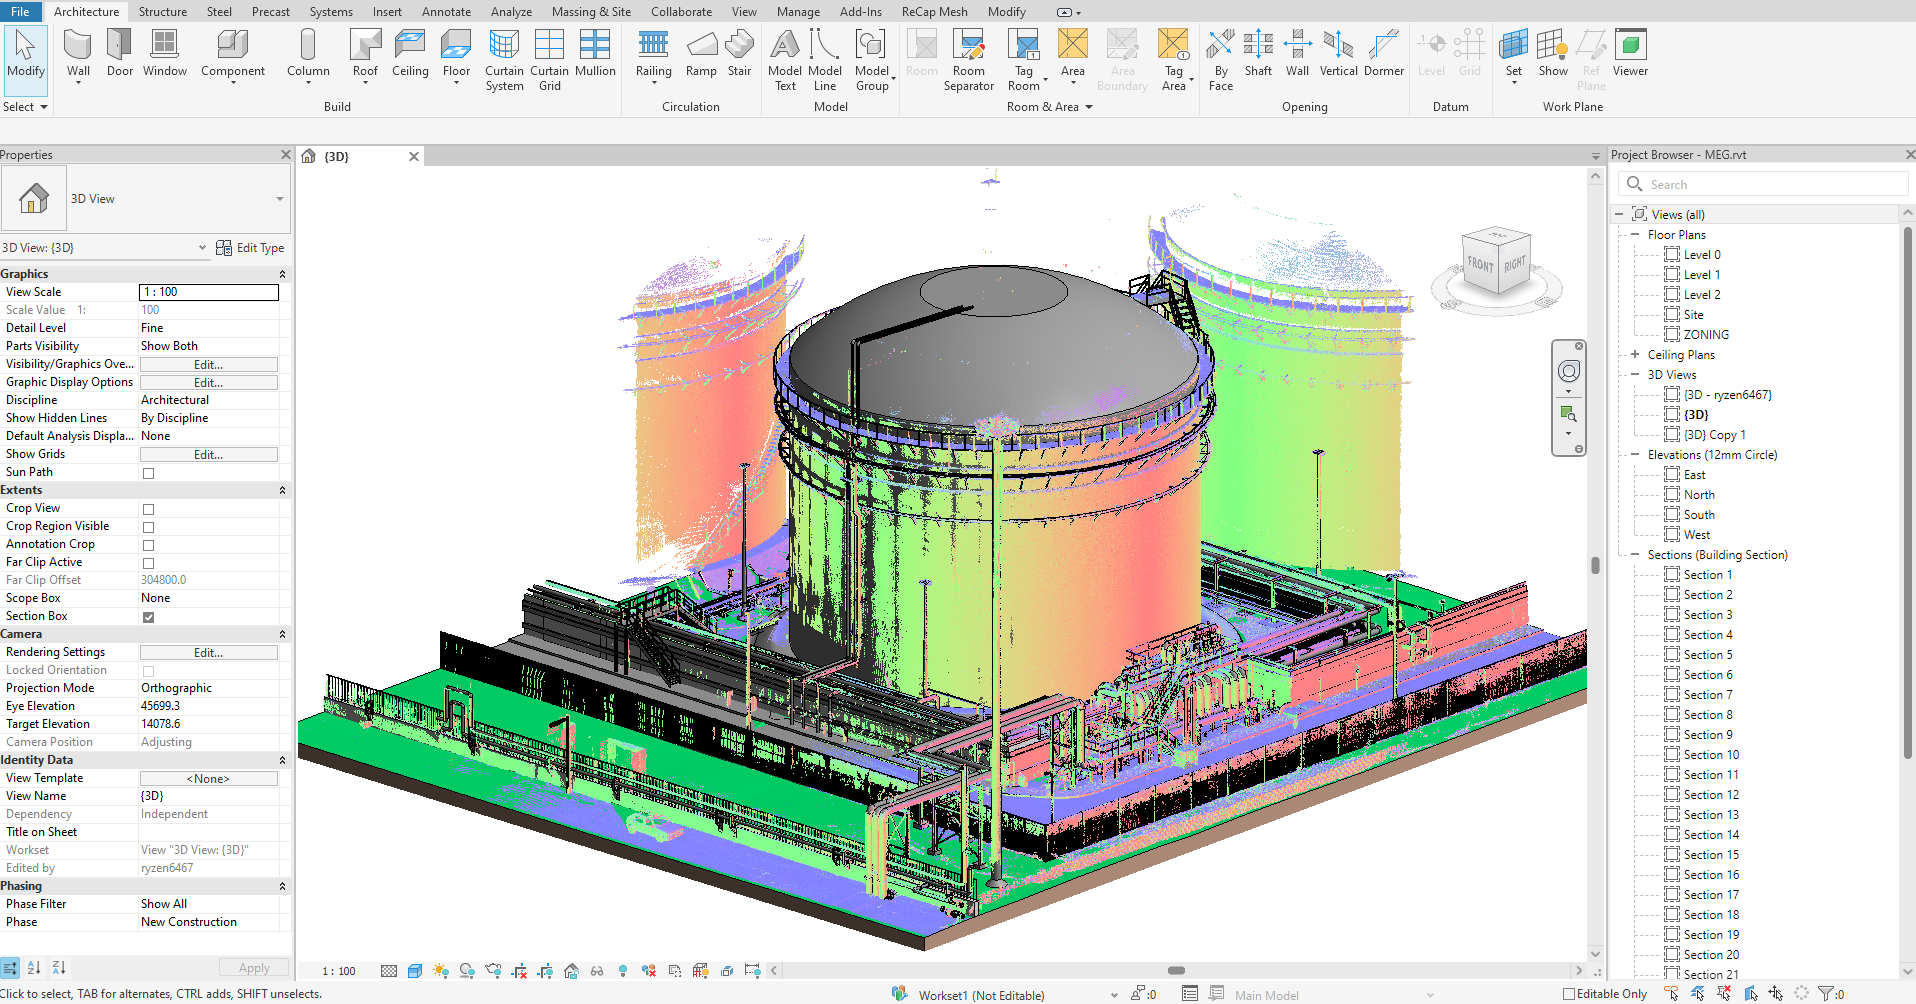 File Architecture Structure Steel Precast Systems Insert Annotate Analyze Massing & Site Collaborate View Manage Add-Ins ReCap Mesh Modify
Modify Wall Door Window Component Column Roof Ceiling Floor Curtain System Curtain Grid Mullion Railing Ramp Stair Model Text Model Line Model Group Room Room Separator Tag Room Area Area Boundary Tag Area By Face Shaft Wall Vertical Dormer Level Grid Set Show Ref Plane Viewer
Select Build Circulation Model Room & Area Opening Datum Work Plane
Properties
3D View
3D View: {3D} Edit Type
Graphics
View Scale 1 : 100
Scale Value 1: 100
Detail Level Fine
Parts Visibility Show Both
Visibility/Graphics Ove... Edit...
Graphic Display Options Edit...
Discipline Architectural
Show Hidden Lines By Discipline
Default Analysis Displa... None
Show Grids Edit...
Sun Path
Extents
Crop View
Crop Region Visible
Annotation Crop
Far Clip Active
Far Clip Offset 304800.0
Scope Box None
Section Box
Camera
Rendering Settings Edit...
Locked Orientation
Projection Mode Orthographic
Eye Elevation 45699.3
Target Elevation 14078.6
Camera Position Adjusting
Identity Data
View Template <None>
View Name {3D}
Dependency Independent
Title on Sheet
Workset View "3D View: {3D}"
Edited by ryzen6467
Phasing
Phase Filter Show All
Phase New Construction
Apply
{3D}
FRONT RIGHT
1 : 100
Project Browser - MEG.rvt
Search
Views (all)
Floor Plans
Level 0
Level 1
Level 2
Site
ZONING
Ceiling Plans
3D Views
{3D - ryzen6467}
{3D}
{3D} Copy 1
Elevations (12mm Circle)
East
North
South
West
Sections (Building Section)
Section 1
Section 2
Section 3
Section 4
Section 5
Section 6
Section 7
Section 8
Section 9
Section 10
Section 11
Section 12
Section 13
Section 14
Section 15
Section 16
Section 17
Section 18
Section 19
Section 20
Section 21
Click to select, TAB for alternates, CTRL adds, SHIFT unselects. Workset1 (Not Editable) :0 Main Model Editable Only :0